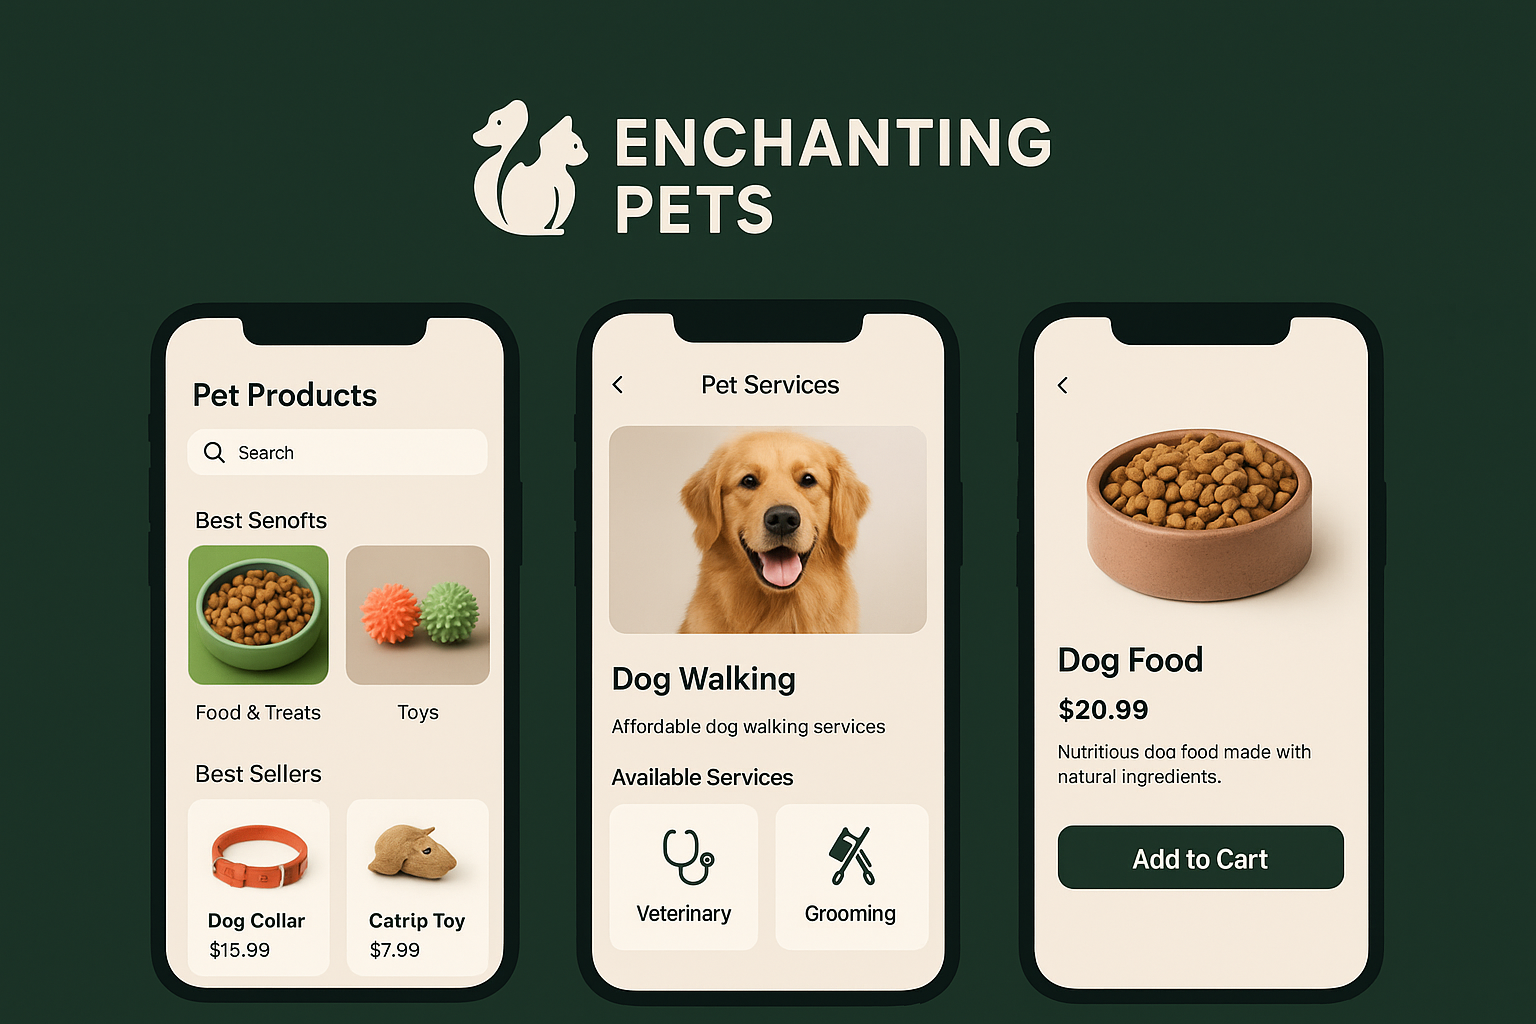 ENCHANTING
PETS
Pet Products
Search
Best Senofts
Food & Treats
Toys
Best Sellers
Dog Collar
$15.99
Catrip Toy
$7.99
Pet Services
Dog Walking
Affordable dog walking services
Available Services
Veterinary
Grooming
Dog Food
$20.99
Nutritious dog food made with
natural ingredients.
Add to Cart